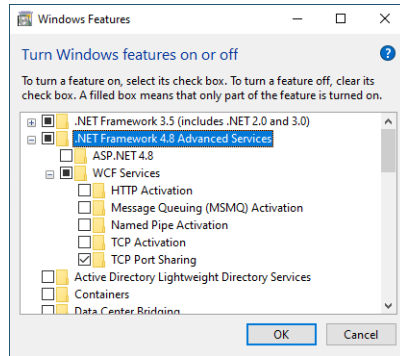 Windows Features
Turn Windows features on or off
To turn a feature on, select its check box. To turn a feature off, clear its
check box. A filled box means that only part of the feature is turned on.
.NET Framework 3.5 (includes .NET 2.0 and 3.0)
.NET Framework 4.8 Advanced Services
ASP.NET 4.8
WCF Services
HTTP Activation
Message Queuing (MSMQ) Activation
Named Pipe Activation
TCP Activation
TCP Port Sharing
Active Directory Lightweight Directory Services
Containers
Data Center Bridging
OK Cancel